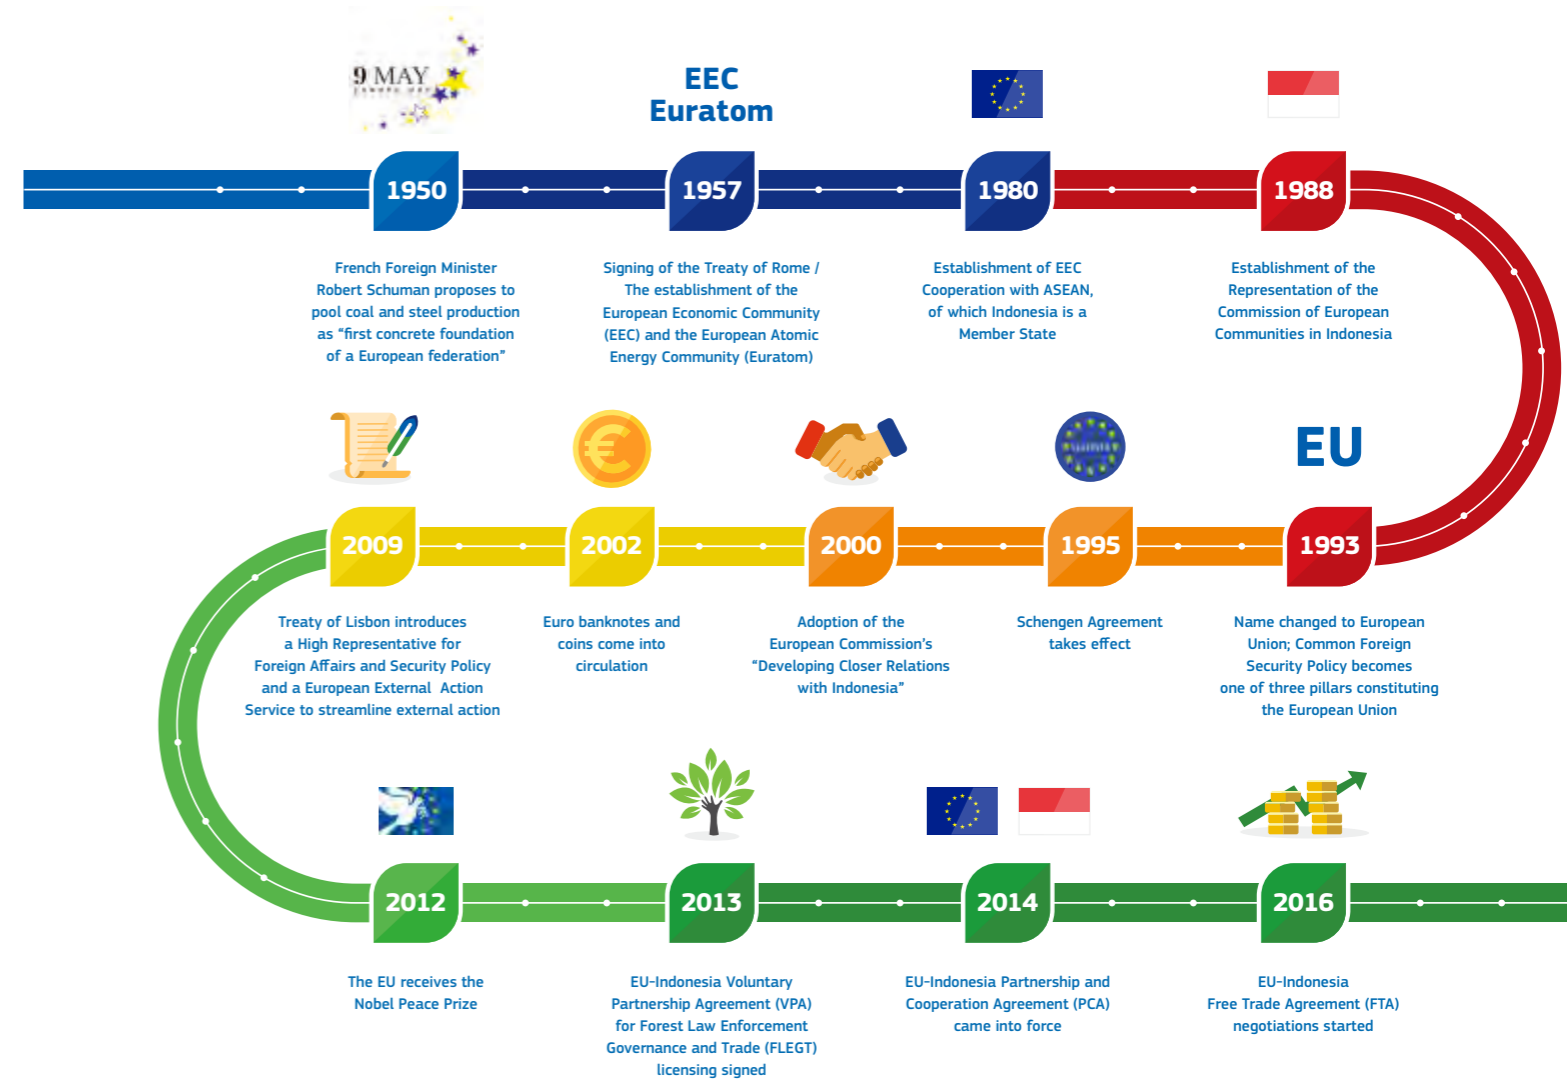 9 MAY
EEC
Euratom
1950
1957
1980
1988
French Foreign Minister
Robert Schuman proposes to
pool coal and steel production
as “first concrete foundation
of a European federation”
Signing of the Treaty of Rome /
The establishment of the
European Economic Community
(EEC) and the European Atomic
Energy Community (Euratom)
Establishment of EEC
Cooperation with ASEAN,
of which Indonesia is a
Member State
Establishment of the
Representation of the
Commission of European
Communities in Indonesia
EU
2009
2002
2000
1995
1993
Treaty of Lisbon introduces
a High Representative for
Foreign Affairs and Security Policy
and a European External Action
Service to streamline external action
Euro banknotes and
coins come into
circulation
Adoption of the
European Commission’s
“Developing Closer Relations
with Indonesia”
Schengen Agreement
takes effect
Name changed to European
Union; Common Foreign
Security Policy becomes
one of three pillars constituting
the European Union
2012
2013
2014
2016
The EU receives the
Nobel Peace Prize
EU-Indonesia Voluntary
Partnership Agreement (VPA)
for Forest Law Enforcement
Governance and Trade (FLEGT)
licensing signed
EU-Indonesia Partnership and
Cooperation Agreement (PCA)
came into force
EU-Indonesia
Free Trade Agreement (FTA)
negotiations started